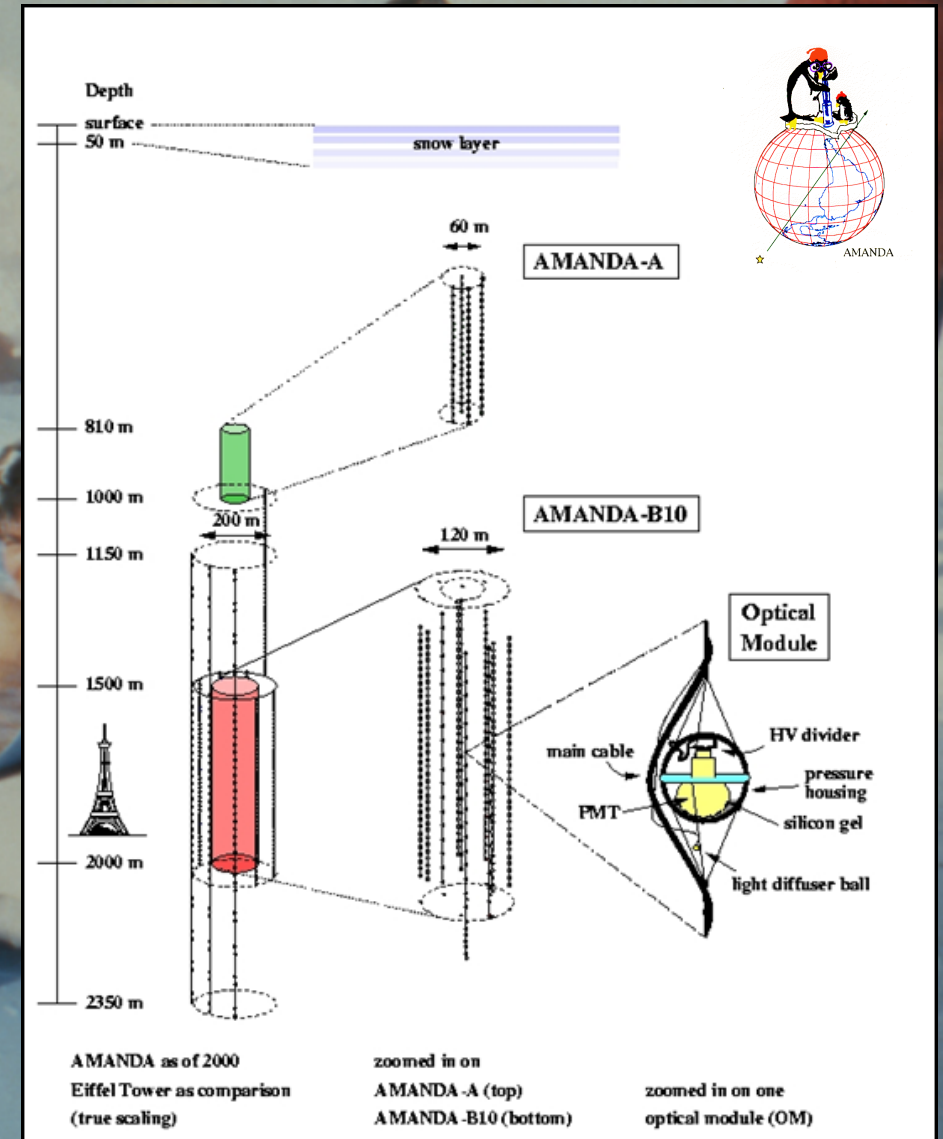 Depth
surface
50 m
snow layer
AMANDA
60 m
AMANDA-A
810 m
1000 m
200 m
1150 m
AMANDA-B10
120 m
Optical
Module
1500 m
HV divider
main cable
pressure
housing
PMT
silicon gel
2000 m
light diffuser ball
2350 m
AMANDA as of 2000
Eiffel Tower as comparison
(true scaling)
zoomed in on
AMANDA-A (top)
AMANDA-B10 (bottom)
zoomed in on one
optical module (OM)